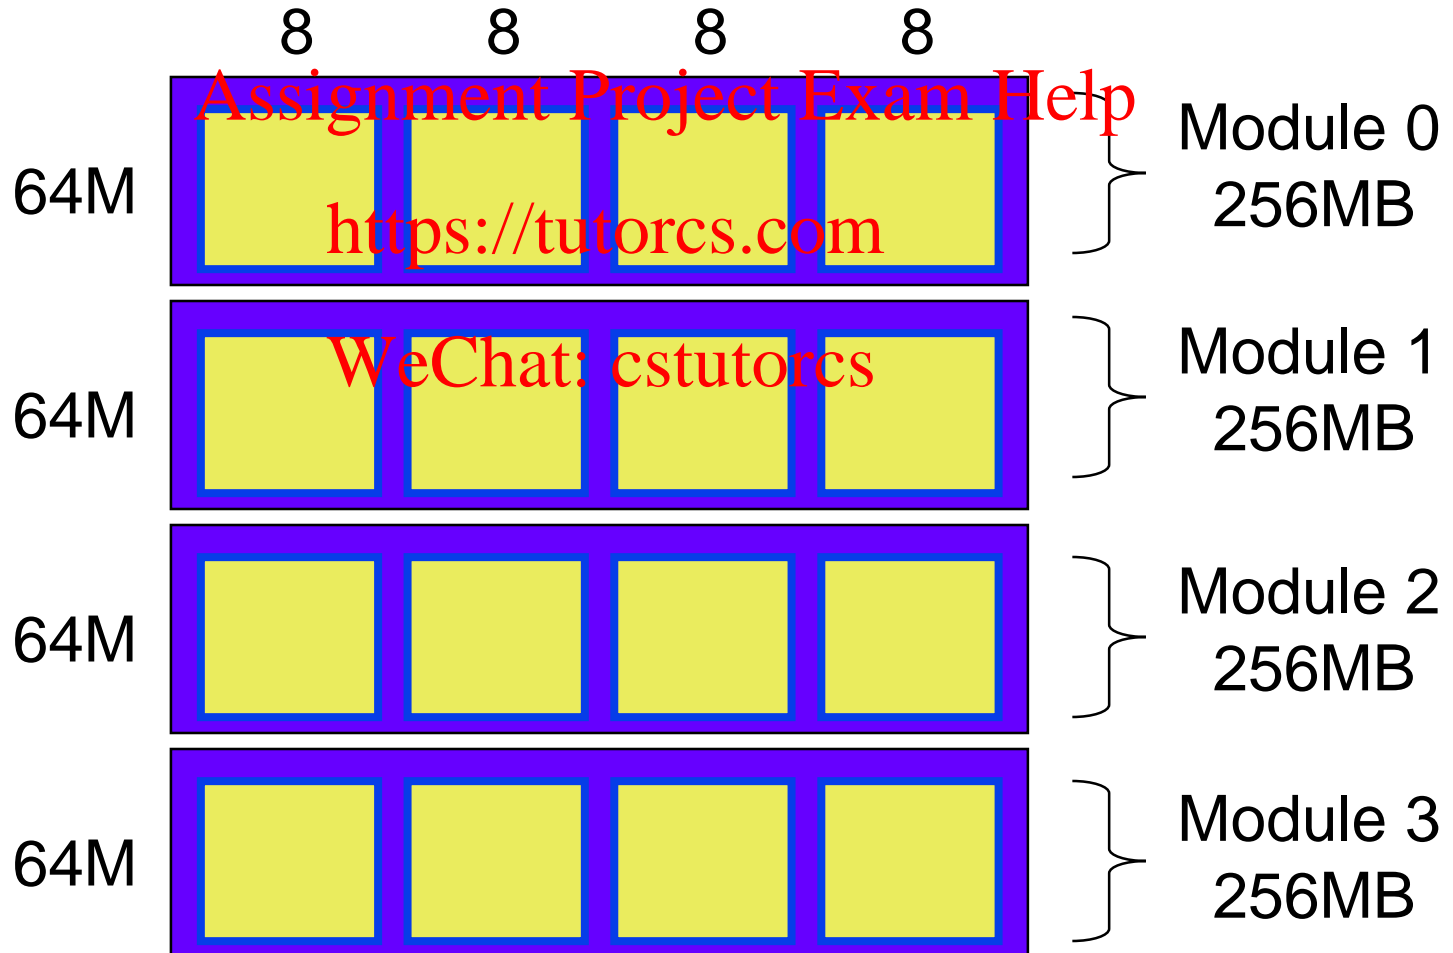 8 8 8 8
Assignment Project Exam Help
64M
Module 0
256MB
https://tutorcs.com
64M
Module 1
256MB
WeChat: cstutorcs
64M
Module 2
256MB
64M
Module 3
256MB